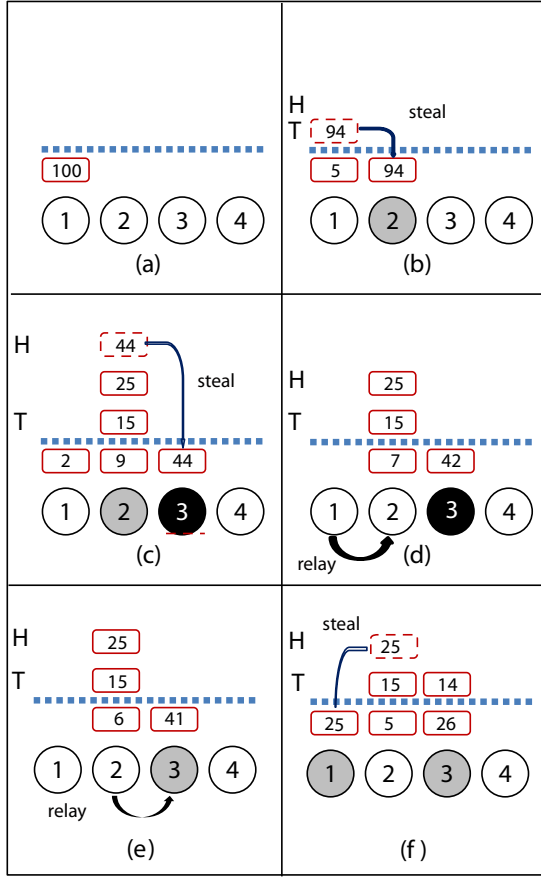 100
1 2 3 4
(a)
H
steal
T 94
5 94
1 2 3 4
(b)
H 44
25
steal
T 15
2 9 44
1 2 3 4
(c)
H 25
T 15
7 42
1 2 3 4
relay
(d)
H 25
T 15
6 41
1 2 3 4
relay
(e)
steal
H 25
T 15 14
25 5 26
1 2 3 4
(f)